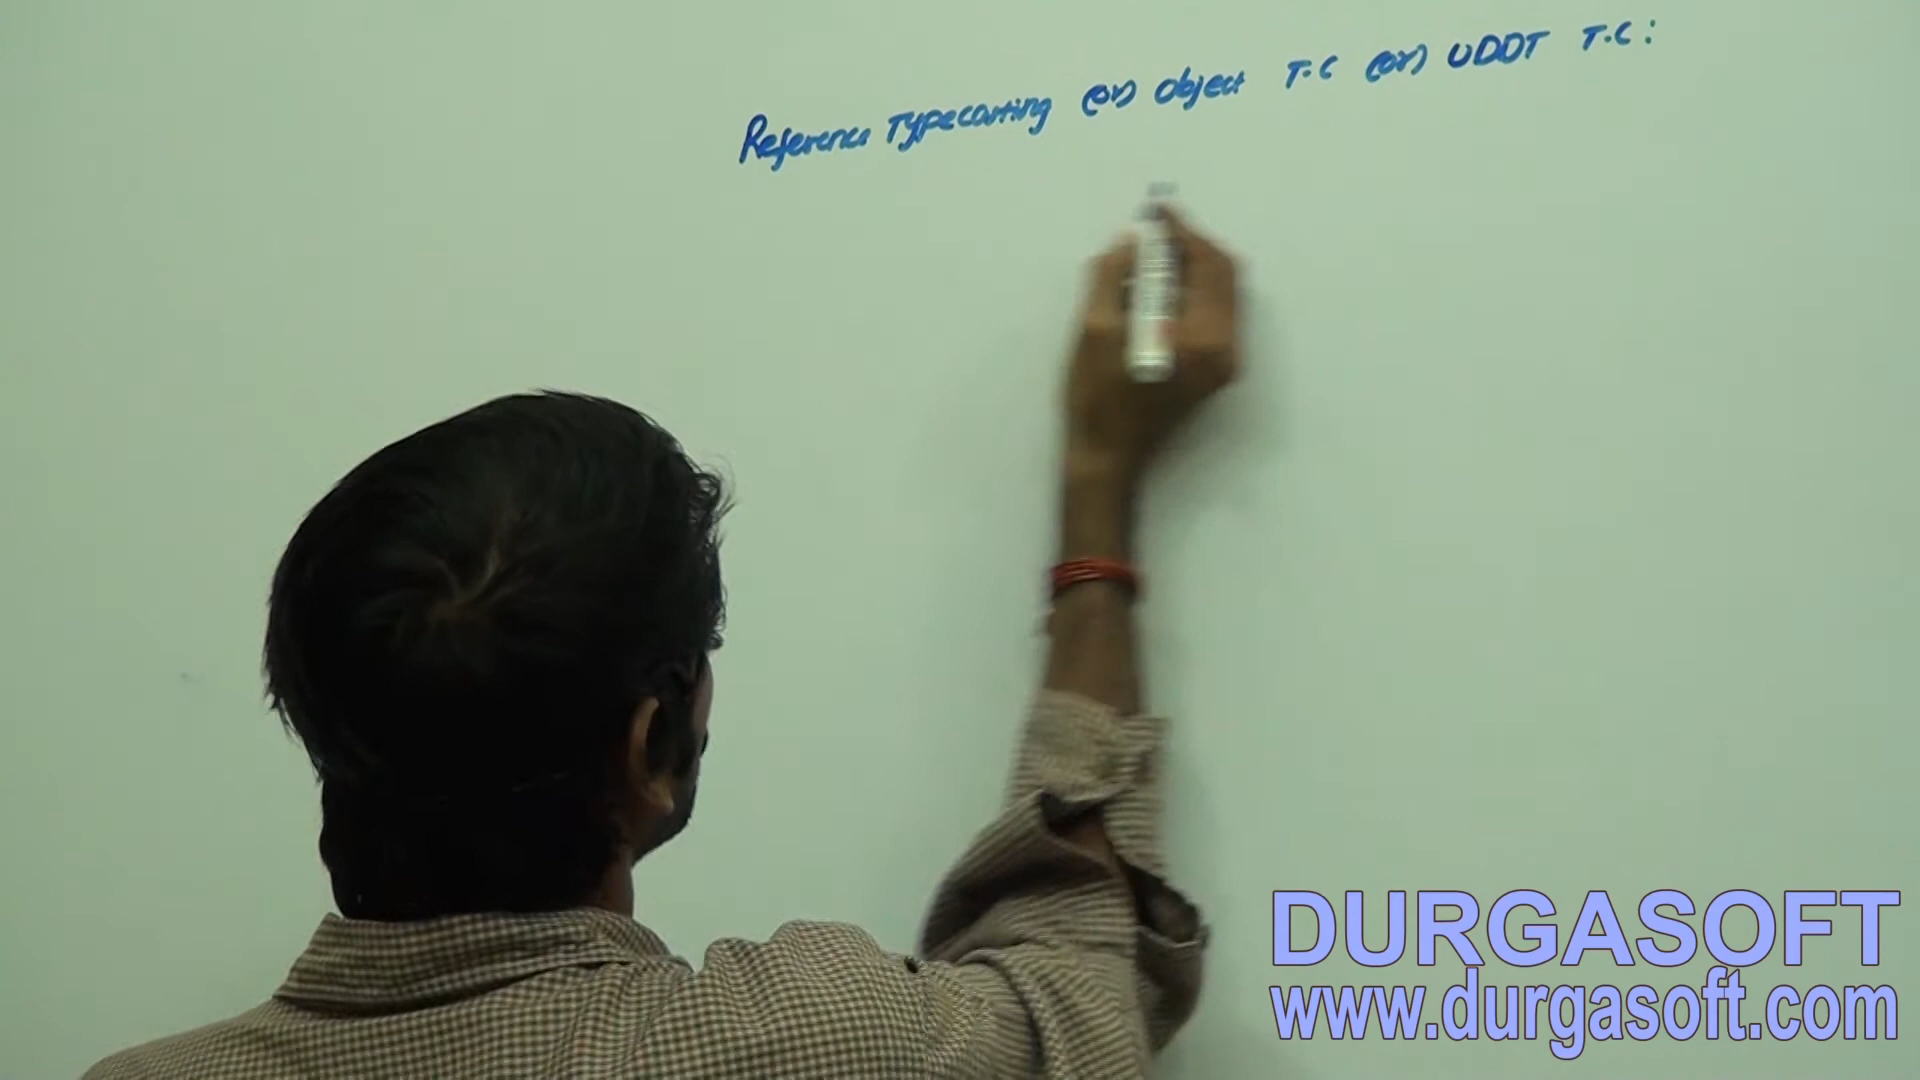 Reference Typecasting (or) Object T.C (or) UDDT T.C :
DURGASOFT
www.durgasoft.com